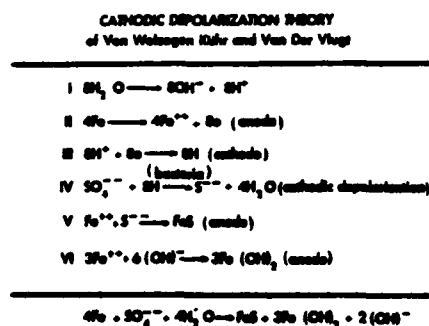 CATHODIC DEPOLARIZATION THEORY
of Von Wolzogen Kühr and Van Der Vlugt
I 8H₂O ⟶ 8OH⁻ + 8H⁺
II 4Fe ⟶ 4Fe⁺⁺ + 8e (anode)
III 8H⁺ + 8e ⟶ 8H (cathode)
(bacteria)
IV SO₄⁻⁻ + 8H ⟶ S⁻⁻ + 4H₂O (cathodic depolarization)
V Fe⁺⁺ + S⁻⁻ ⟶ FeS (anode)
VI 3Fe⁺⁺ + 6 (OH)⁻ ⟶ 3Fe (OH)₂ (anode)
4Fe + SO₄⁻⁻ + 4H₂O ⟶ FeS + 3Fe (OH)₂ + 2 (OH)⁻